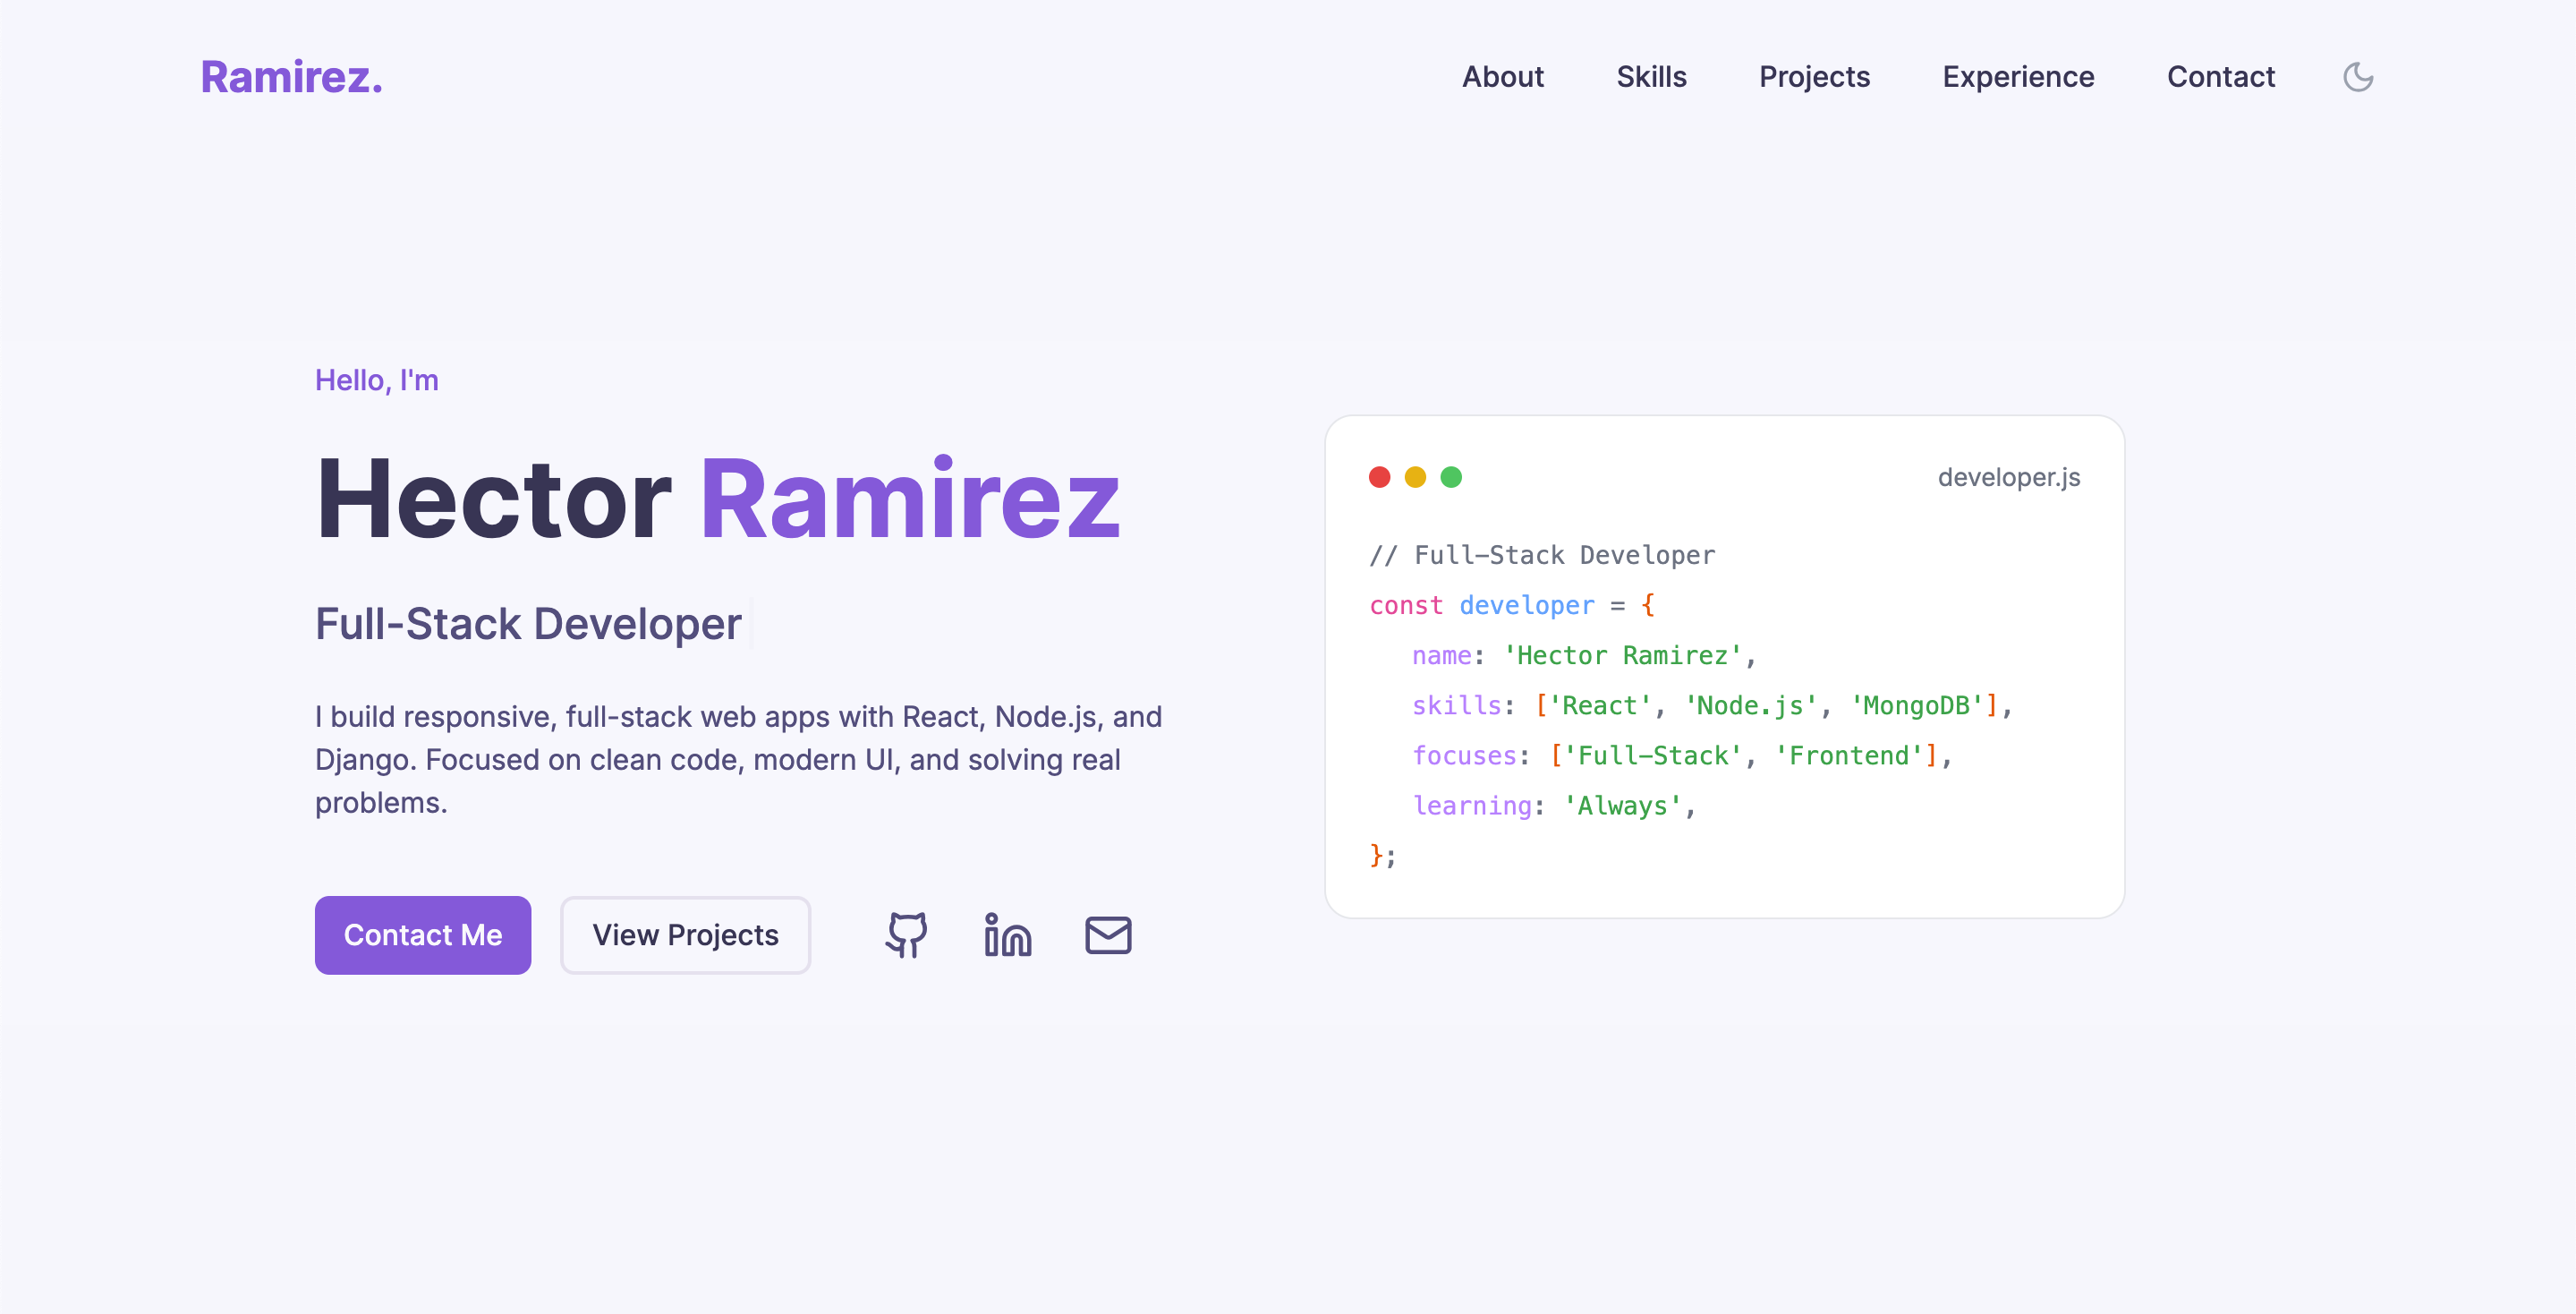 Ramirez.
About Skills Projects Experience Contact
Hello, I'm
Hector Ramirez
Full-Stack Developer
I build responsive, full-stack web apps with React, Node.js, and
Django. Focused on clean code, modern UI, and solving real
problems.
Contact Me
View Projects
developer.js
// Full-Stack Developer
const developer = {
name: 'Hector Ramirez',
skills: ['React', 'Node.js', 'MongoDB'],
focuses: ['Full-Stack', 'Frontend'],
learning: 'Always',
};